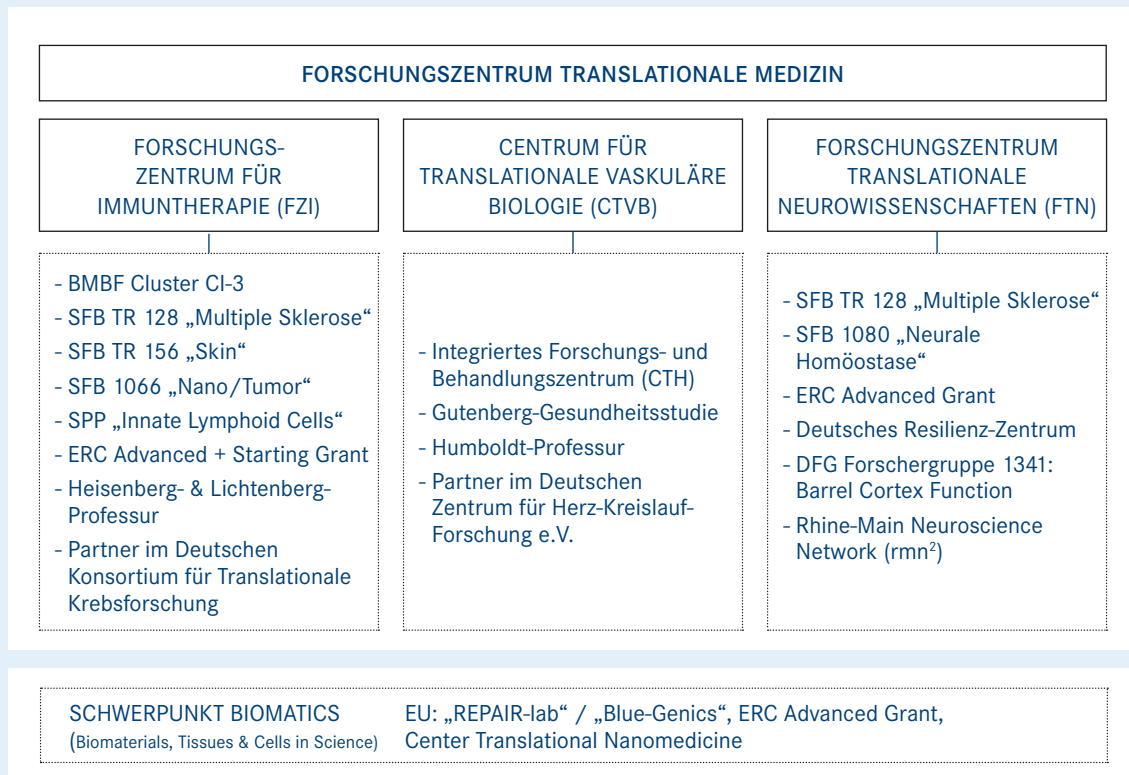 FORSCHUNGSZENTRUM TRANSLATIONALE MEDIZIN
FORSCHUNGS-
ZENTRUM FÜR
IMMUNTHERAPIE (FZI)
- BMBF Cluster CI-3
- SFB TR 128 „Multiple Sklerose“
- SFB TR 156 „Skin“
- SFB 1066 „Nano/Tumor“
- SPP „Innate Lymphoid Cells“
- ERC Advanced + Starting Grant
- Heisenberg- & Lichtenberg-
Professur
- Partner im Deutschen
Konsortium für Translationale
Krebsforschung
CENTRUM FÜR
TRANSLATIONALE VASKULÄRE
BIOLOGIE (CTVB)
- Integriertes Forschungs- und
Behandlungszentrum (CTH)
- Gutenberg-Gesundheitsstudie
- Humboldt-Professur
- Partner im Deutschen
Zentrum für Herz-Kreislauf-
Forschung e.V.
FORSCHUNGSZENTRUM
TRANSLATIONALE
NEUROWISSENSCHAFTEN (FTN)
- SFB TR 128 „Multiple Sklerose“
- SFB 1080 „Neurale
Homöostase“
- ERC Advanced Grant
- Deutsches Resilienz-Zentrum
- DFG Forschergruppe 1341:
Barrel Cortex Function
- Rhine-Main Neuroscience
Network (rmn²)
SCHWERPUNKT BIOMATICS
(Biomaterials, Tissues & Cells in Science)
EU: „REPAIR-lab“ / „Blue-Genics“, ERC Advanced Grant,
Center Translational Nanomedicine